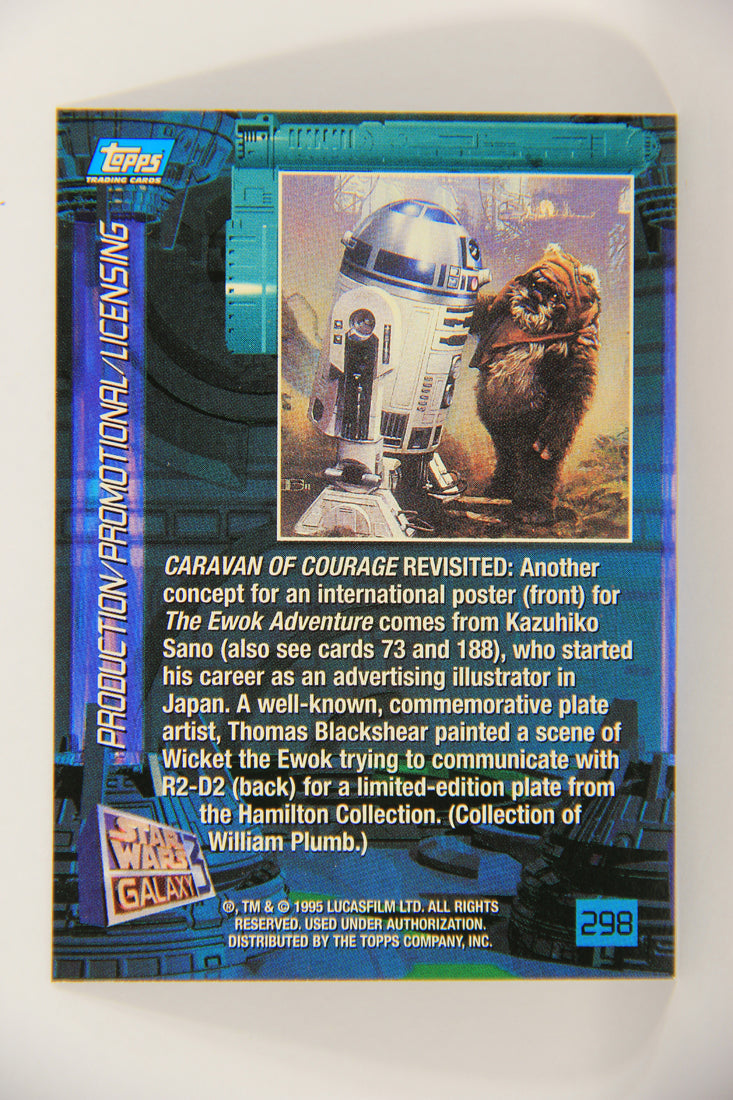 topps
TRADING CARDS
PRODUCTION/PROMOTIONAL/LICENSING
CARAVAN OF COURAGE REVISITED: Another
concept for an international poster (front) for
The Ewok Adventure comes from Kazuhiko
Sano (also see cards 73 and 188), who started
his career as an advertising illustrator in
Japan. A well-known, commemorative plate
artist, Thomas Blackshear painted a scene of
Wicket the Ewok trying to communicate with
R2-D2 (back) for a limited-edition plate from
the Hamilton Collection. (Collection of
William Plumb.)
STAR
WARS
GALAXY 3
®, TM & © 1995 LUCASFILM LTD. ALL RIGHTS
RESERVED. USED UNDER AUTHORIZATION.
DISTRIBUTED BY THE TOPPS COMPANY, INC.
298